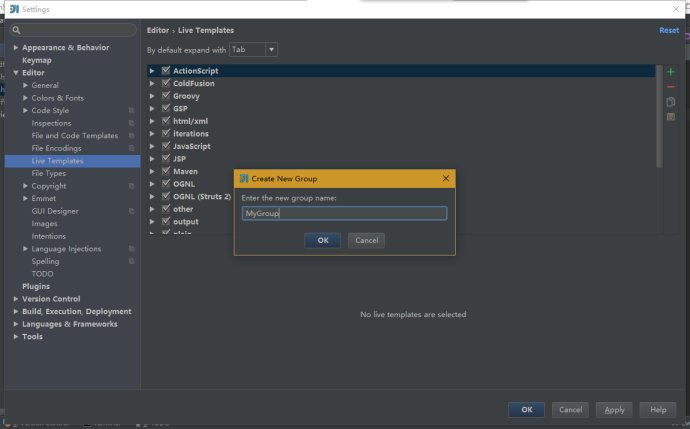 Settings
Appearance & Behavior
Keymap
Editor
General
Colors & Fonts
Code Style
Inspections
File and Code Templates
File Encodings
Live Templates
File Types
Copyright
Emmet
GUI Designer
Images
Intentions
Language Injections
Spelling
TODO
Plugins
Version Control
Build, Execution, Deployment
Languages & Frameworks
Tools
Editor › Live Templates
Reset
By default expand with Tab
ActionScript
ColdFusion
Groovy
GSP
html/xml
iterations
JavaScript
JSP
Maven
OGNL
OGNL (Struts 2)
other
output
plain
Create New Group
Enter the new group name:
MyGroup
OK Cancel
No live templates are selected
OK Cancel Apply Help